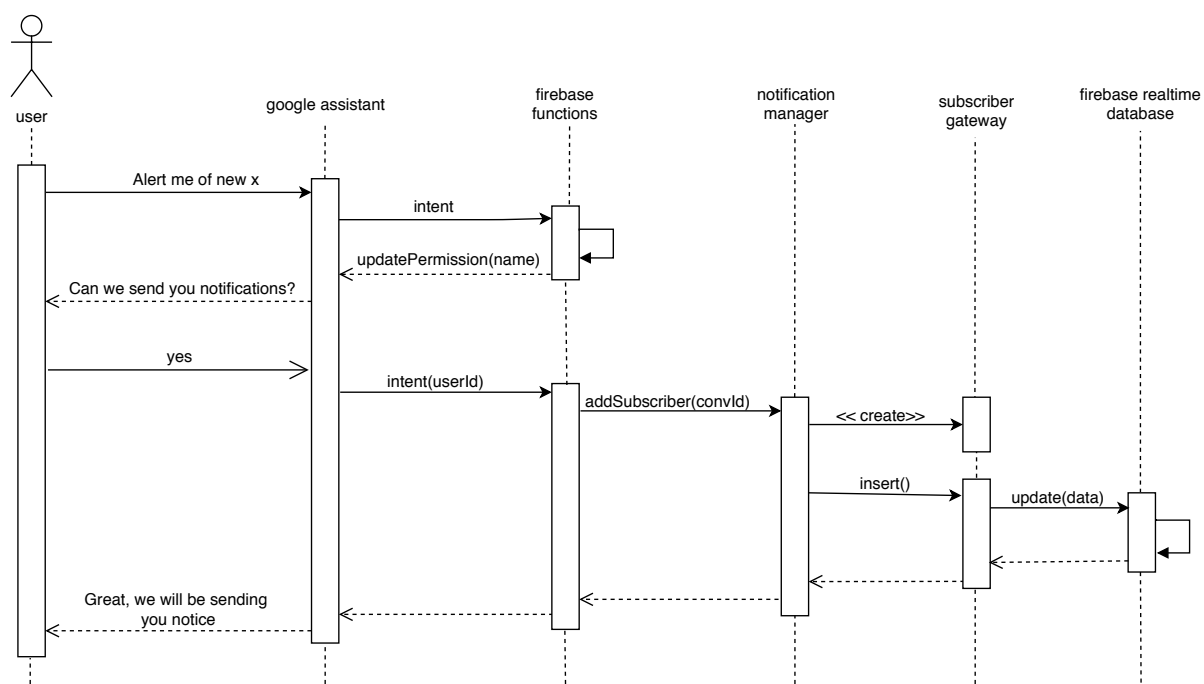 user
google assistant
firebase
functions
notification
manager
subscriber
gateway
firebase realtime
database
Alert me of new x
intent
updatePermission(name)
Can we send you notifications?
yes
intent(userId)
addSubscriber(convId)
<< create>>
insert()
update(data)
Great, we will be sending
you notice